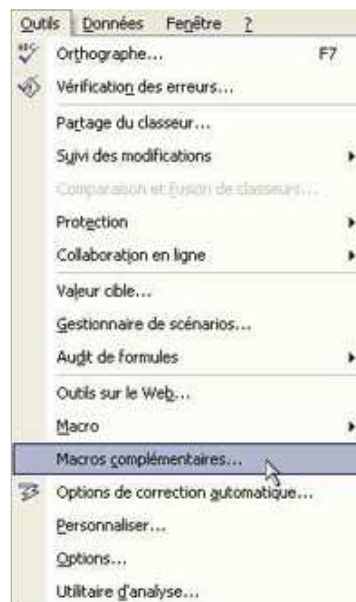 Outils Données Fenêtre ?
Orthographe... F7
Vérification des erreurs...
Partage du classeur...
Suivi des modifications
Comparaison et fusion de classeurs...
Protection
Collaboration en ligne
Valeur cible...
Gestionnaire de scénarios...
Audit de formules
Outils sur le Web...
Macro
Macros complémentaires...
Options de correction automatique...
Personnaliser...
Options...
Utilitaire d'analyse...